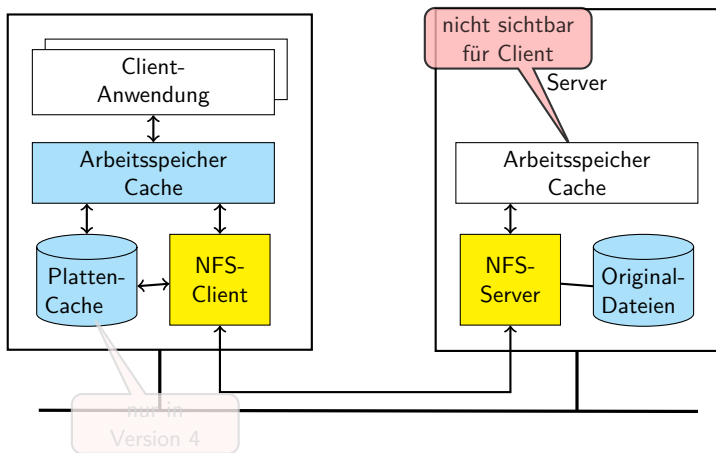 Client-
Anwendung
Arbeitsspeicher
Cache
Platten-
Cache
NFS-
Client
nur in
Version 4
nicht sichtbar
für Client
Server
Arbeitsspeicher
Cache
NFS-
Server
Original-
Dateien